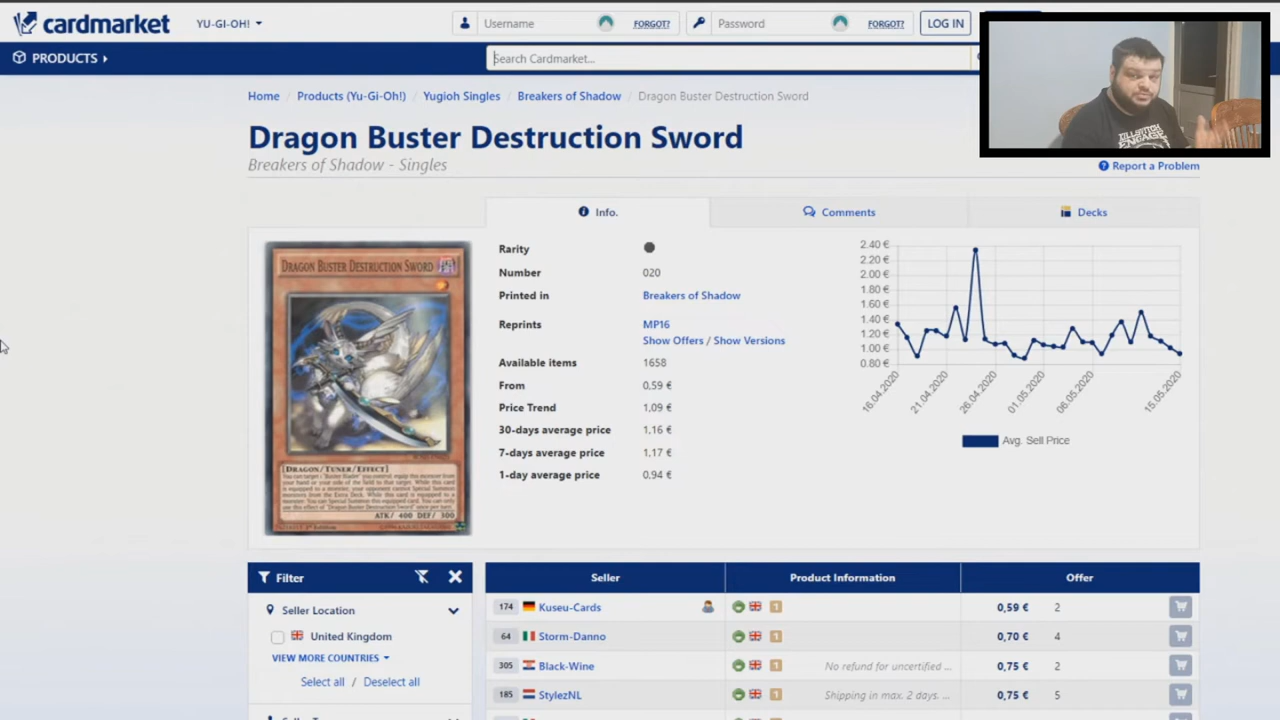 cardmarket
YU-GI-OH!
Username
FORGOT?
Password
FORGOT?
LOG IN
PRODUCTS
Search Cardmarket...
Home / Products (Yu-Gi-Oh!) / Yugioh Singles / Breakers of Shadow / Dragon Buster Destruction Sword
Dragon Buster Destruction Sword
Breakers of Shadow - Singles
Report a Problem
Info.
Comments
Decks
DRAGON BUSTER DESTRUCTION SWORD
[DRAGON/TUNER/EFFECT]
ATK/ 400 DEF/ 300
Rarity
Number 020
Printed in Breakers of Shadow
Reprints MP16
Show Offers / Show Versions
Available items 1658
From 0,59 €
Price Trend 1,09 €
30-days average price 1,16 €
7-days average price 1,17 €
1-day average price 0,94 €
2.40 €
2.20 €
2.00 €
1.80 €
1.60 €
1.40 €
1.20 €
1.00 €
0.80 €
16.04.2020
21.04.2020
26.04.2020
01.05.2020
06.05.2020
15.05.2020
Avg. Sell Price
Filter
Seller Location
United Kingdom
VIEW MORE COUNTRIES
Select all / Deselect all
Seller Product Information Offer
174 Kuseu-Cards 1 0,59 € 2
64 Storm-Danno 1 0,70 € 4
305 Black-Wine 1 No refund for uncertified ... 0,75 € 2
185 StylezNL 1 Shipping in max. 2 days. ... 0,75 € 5